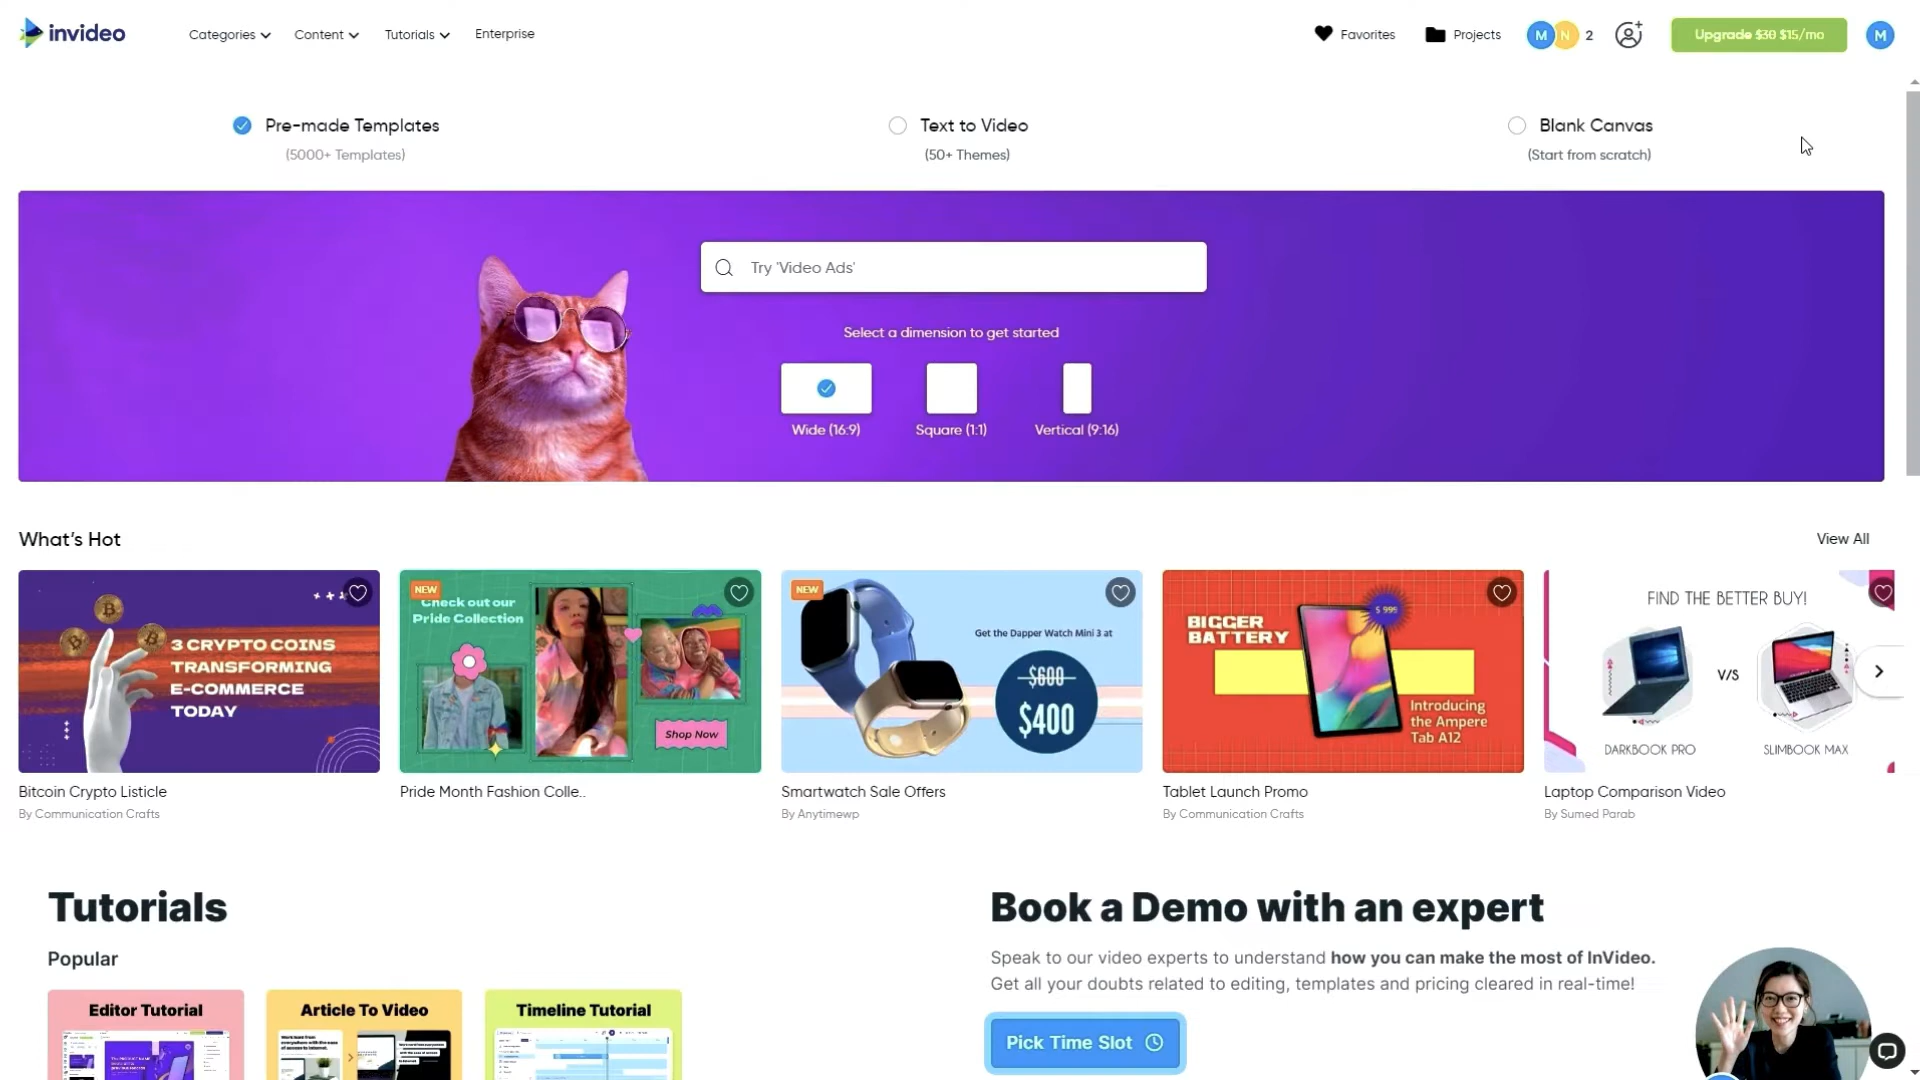 invideo
Categories
Content
Tutorials
Enterprise
Favorites
Projects
M
N
2
Upgrade $30 $15/mo
M
Pre-made Templates
(5000+ Templates)
Text to Video
(50+ Themes)
Blank Canvas
(Start from scratch)
Try 'Video Ads'
Select a dimension to get started
Wide (16:9)
Square (1:1)
Vertical (9:16)
What's Hot
View All
3 CRYPTO COINS
TRANSFORMING
E-COMMERCE
TODAY
NEW
Check out our
Pride Collection
Shop Now
NEW
Get the Dapper Watch Mini 3 at
$600
$400
BIGGER
BATTERY
$ 995
Introducing
the Ampere
Tab A12
FIND THE BETTER BUY!
V/S
DARKBOOK PRO
SLIMBOOK MAX
Bitcoin Crypto Listicle
By Communication Crafts
Pride Month Fashion Colle..
Smartwatch Sale Offers
By Anytimewp
Tablet Launch Promo
By Communication Crafts
Laptop Comparison Video
By Sumed Parab
Tutorials
Popular
Editor Tutorial
Article To Video
Timeline Tutorial
Book a Demo with an expert
Speak to our video experts to understand how you can make the most of InVideo.
Get all your doubts related to editing, templates and pricing cleared in real-time!
Pick Time Slot